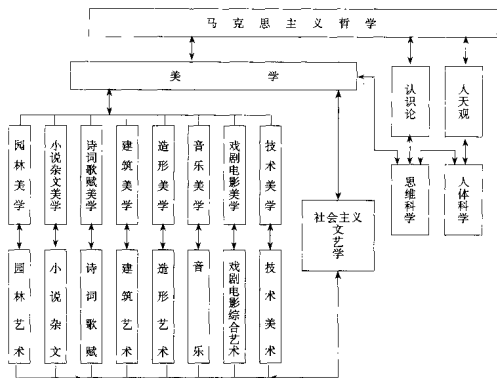 马克思主义哲学
美学
认识论
人天观
园林美学
小说杂文美学
诗词歌赋美学
建筑美学
造形美学
音乐美学
戏剧电影美学
技术美学
思维科学
人体科学
社会主义
文艺学
园林艺术
小说杂文
诗词歌赋
建筑艺术
造形艺术
音乐
戏剧电影综合艺术
技术美术